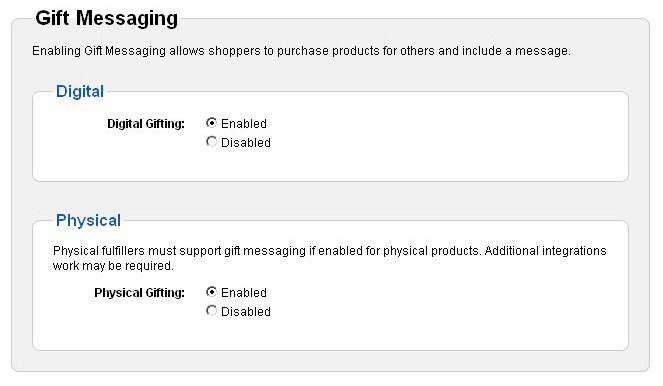 Gift Messaging
Enabling Gift Messaging allows shoppers to purchase products for others and include a message.
Digital
Digital Gifting: Enabled
Disabled
Physical
Physical fulfillers must support gift messaging if enabled for physical products. Additional integrations
work may be required.
Physical Gifting: Enabled
Disabled